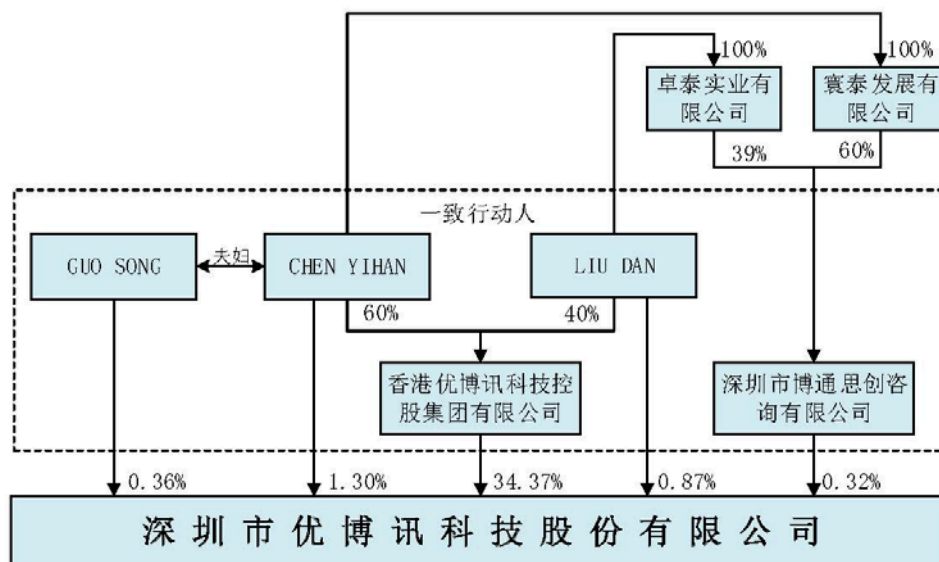 100%
100%
卓泰实业有
限公司
寰泰发展有
限公司
39%
60%
一致行动人
GUO SONG
夫妇
CHEN YIHAN
LIU DAN
60%
40%
香港优博讯科技控
股集团有限公司
深圳市博通思创咨
询有限公司
0.36%
1.30%
34.37%
0.87%
0.32%
深圳市优博讯科技股份有限公司